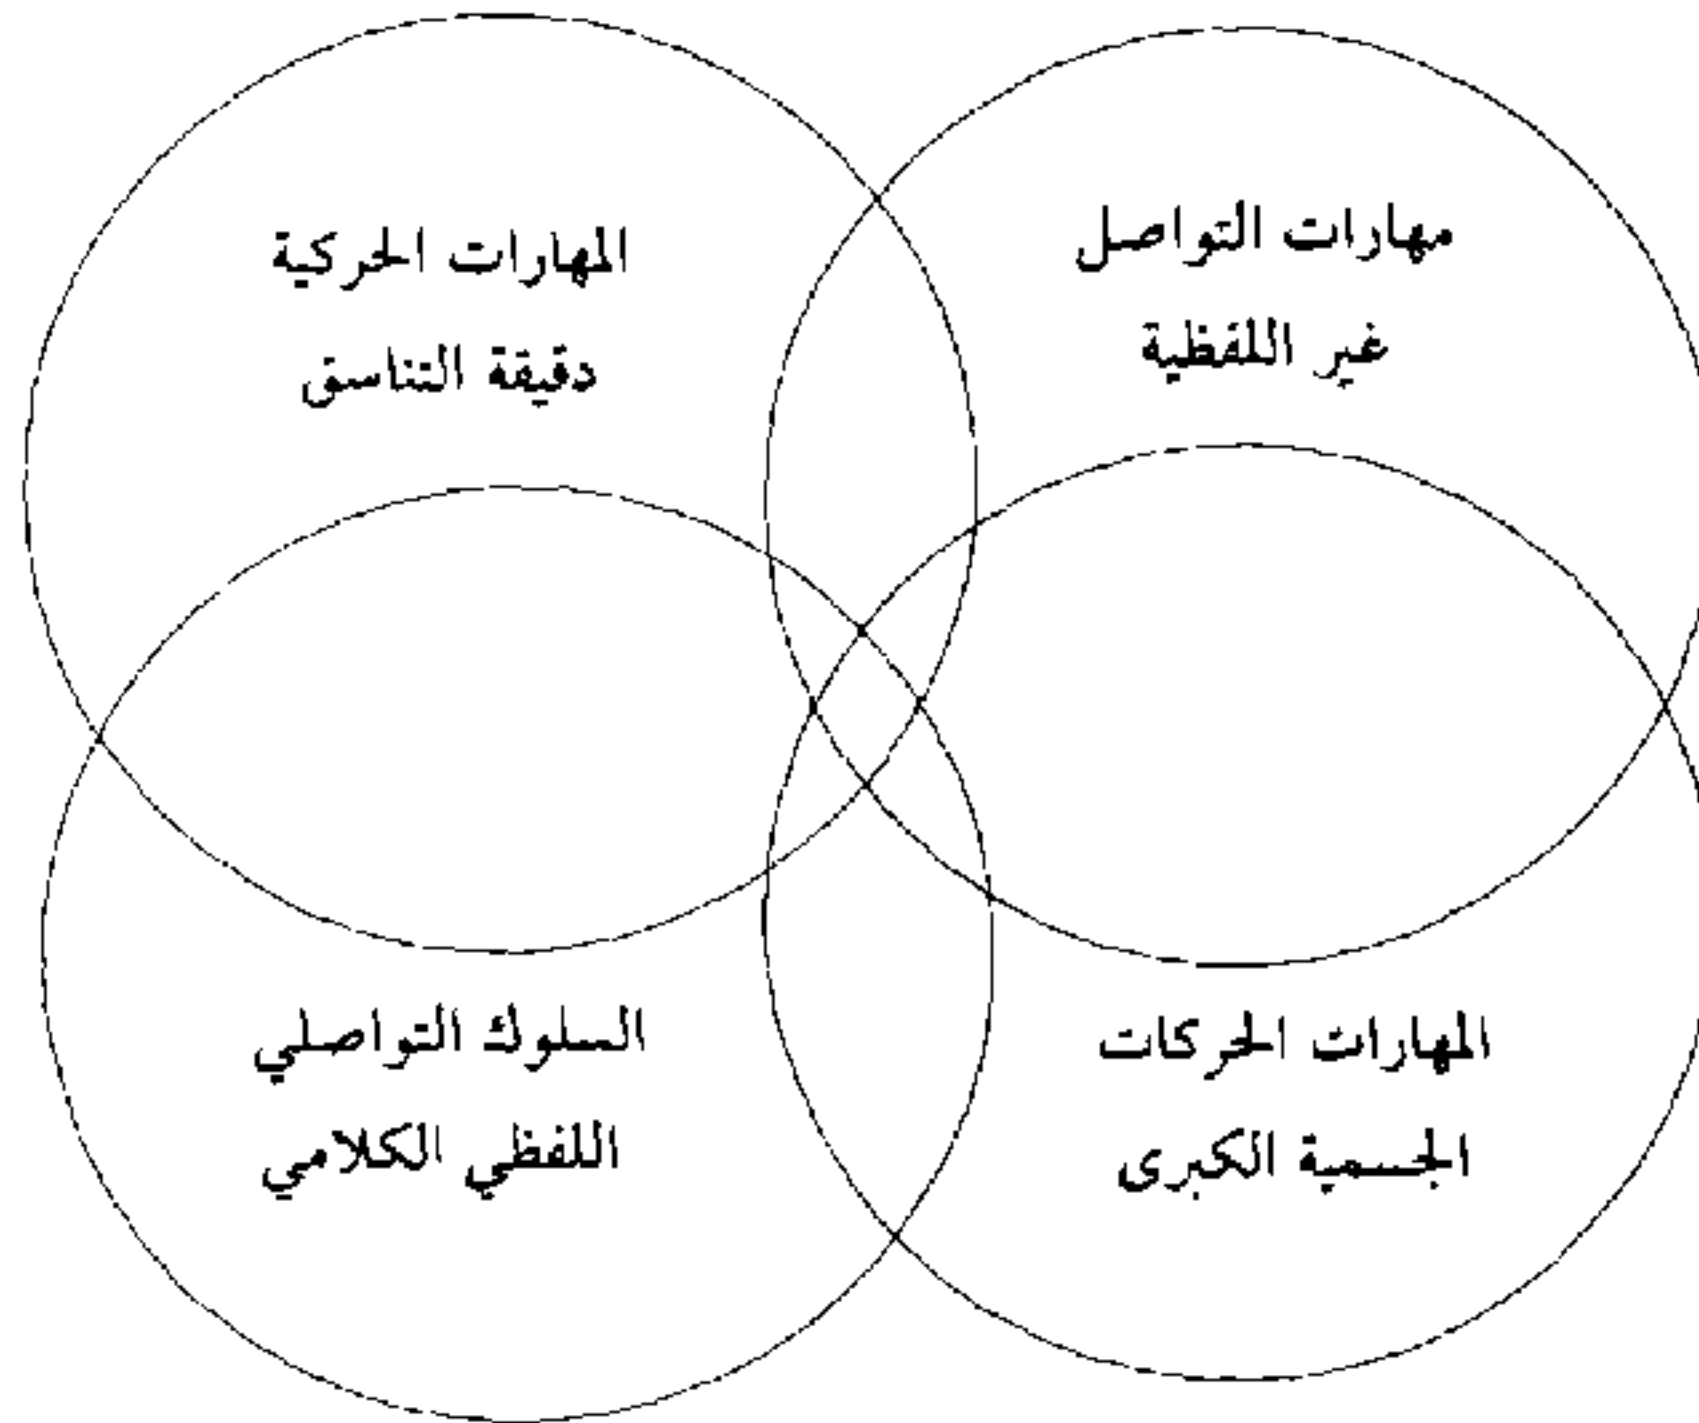 مهارات التواصل
غير اللفظية
المهارات الحركية
دقيقة التناسق
المهارات الحركات
الجسمية الكبرى
السلوك التواصلي
اللفظي الكلامي